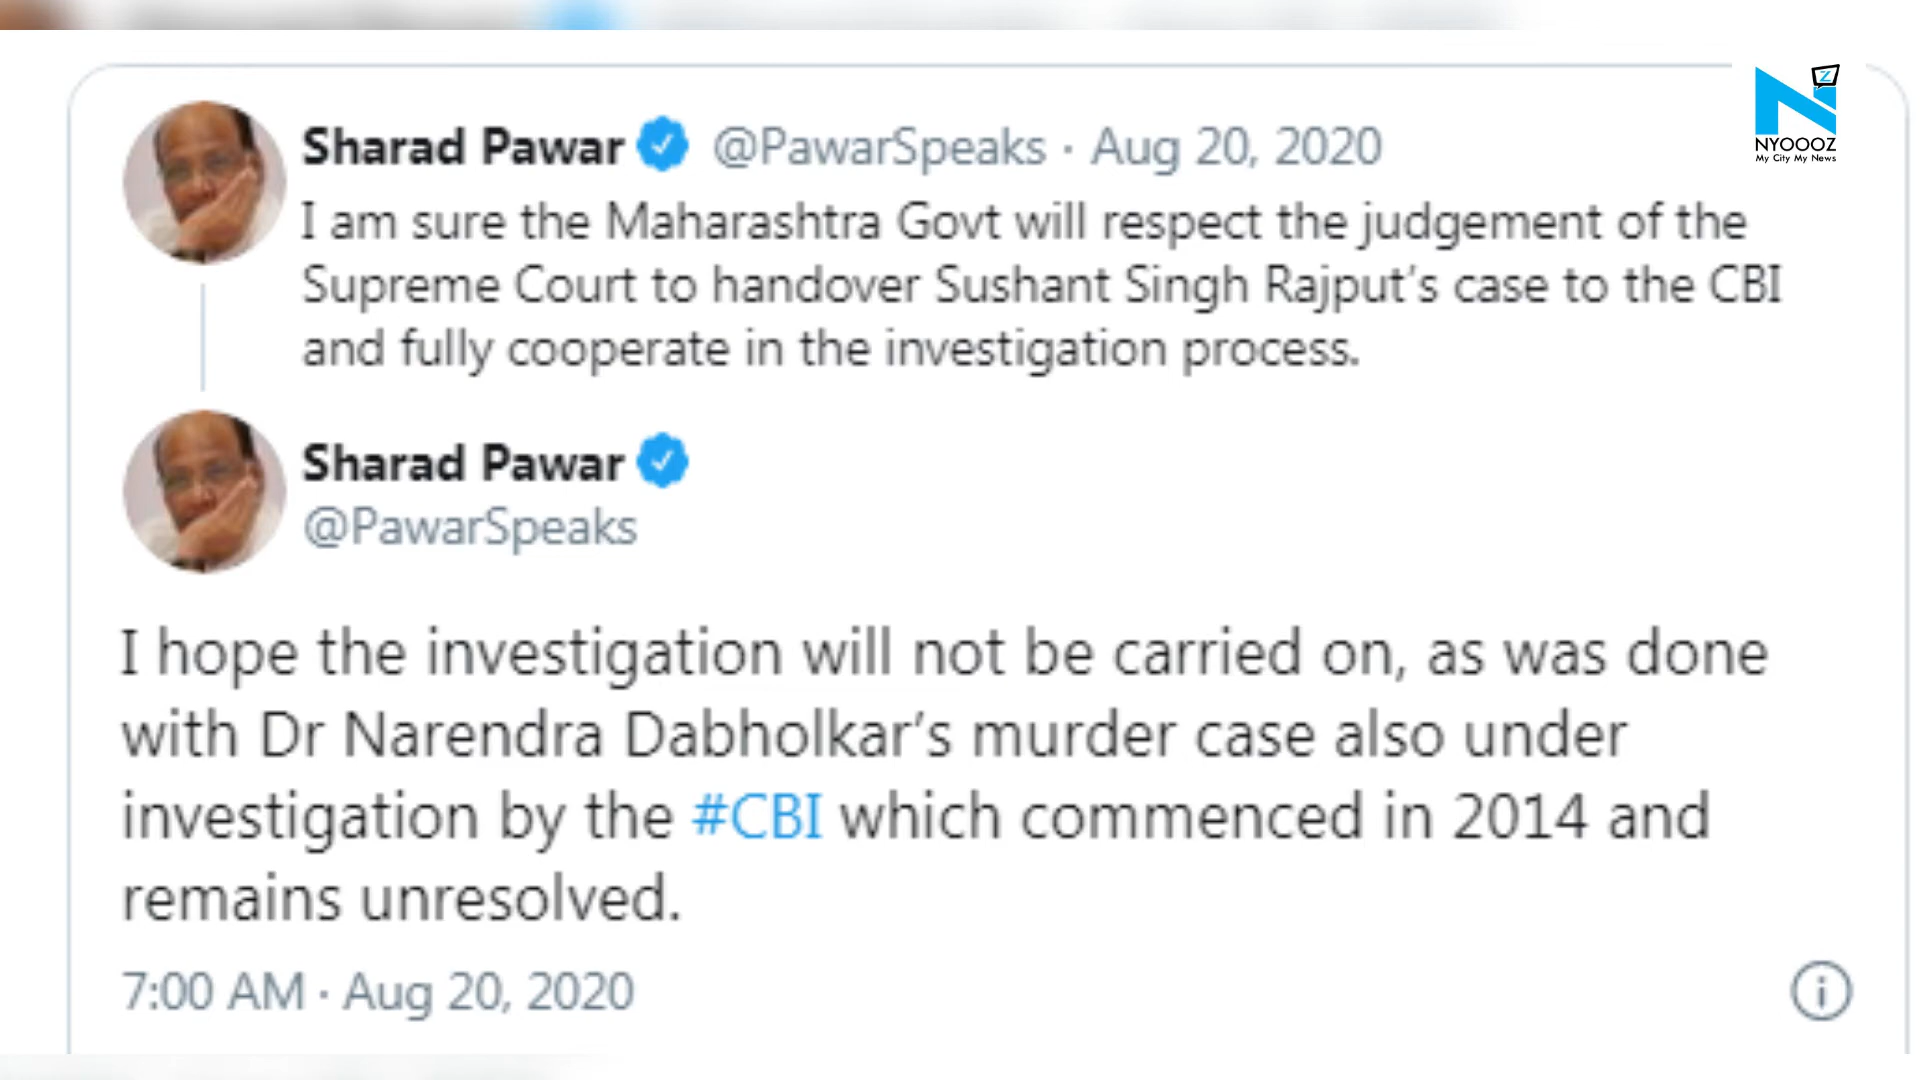 Sharad Pawar @PawarSpeaks · Aug 20, 2020
I am sure the Maharashtra Govt will respect the judgement of the
Supreme Court to handover Sushant Singh Rajput's case to the CBI
and fully cooperate in the investigation process.
Sharad Pawar
@PawarSpeaks
I hope the investigation will not be carried on, as was done
with Dr Narendra Dabholkar's murder case also under
investigation by the #CBI which commenced in 2014 and
remains unresolved.
7:00 AM · Aug 20, 2020
Z
NYOOOZ
My City My News